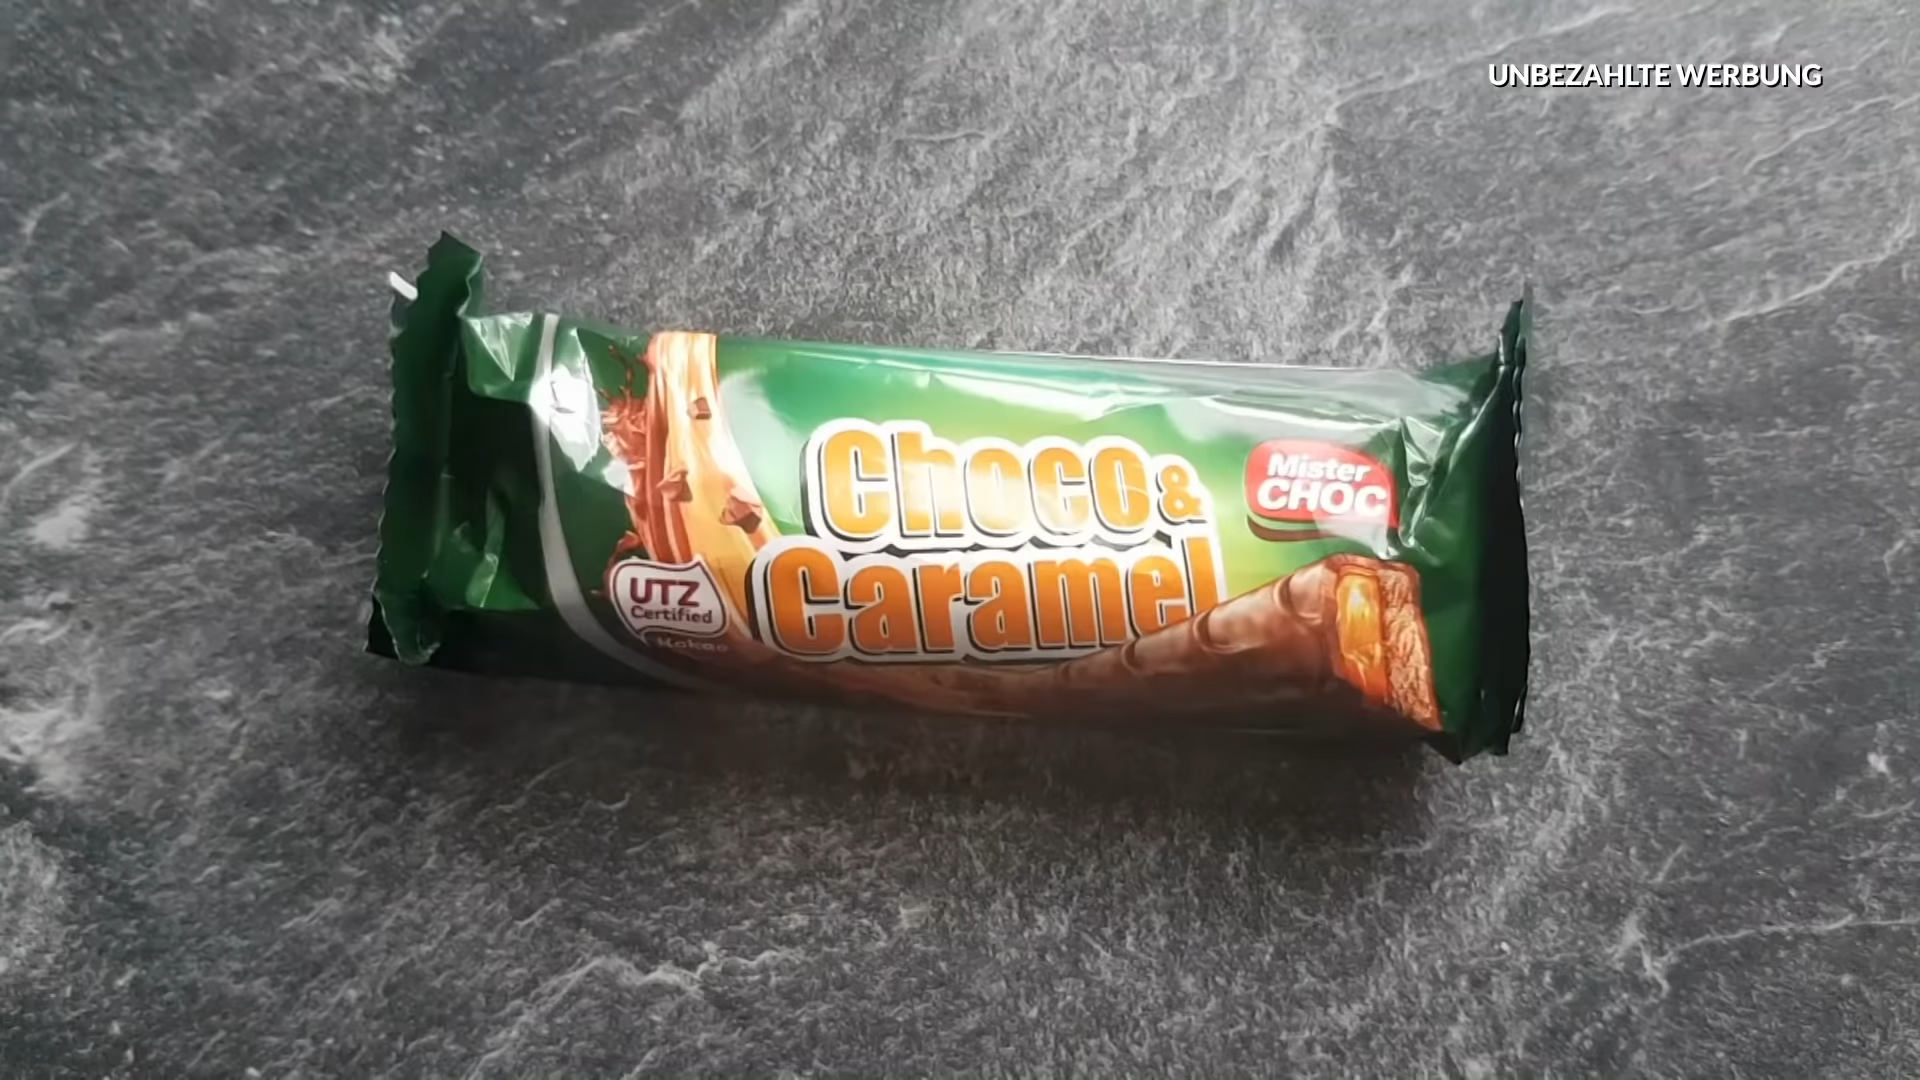 UNBEZAHLTE WERBUNG
Choco &
Caramel
Mister
CHOC
UTZ
Certified
Kakao